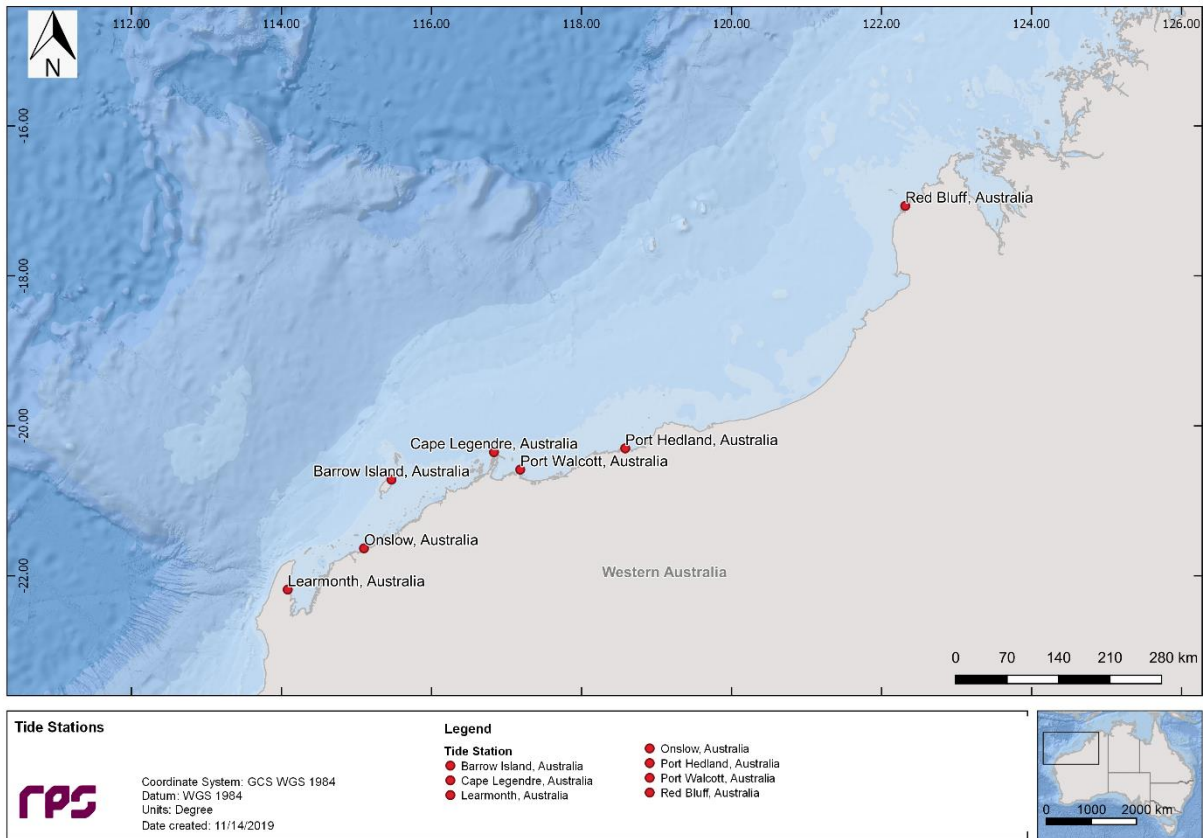 112.00 114.00 116.00 118.00 120.00 122.00 124.00 126.00
N
-16.00
-18.00
-20.00
-22.00
Red Bluff, Australia
Cape Legendre, Australia
Port Hedland, Australia
Port Walcott, Australia
Barrow Island, Australia
Onslow, Australia
Learmonth, Australia
Western Australia
0 70 140 210 280 km
Tide Stations
rps
Coordinate System: GCS WGS 1984
Datum: WGS 1984
Units: Degree
Date created: 11/14/2019
Legend
Tide Station
Barrow Island, Australia
Cape Legendre, Australia
Learmonth, Australia
Onslow, Australia
Port Hedland, Australia
Port Walcott, Australia
Red Bluff, Australia
0 1000 2000 km